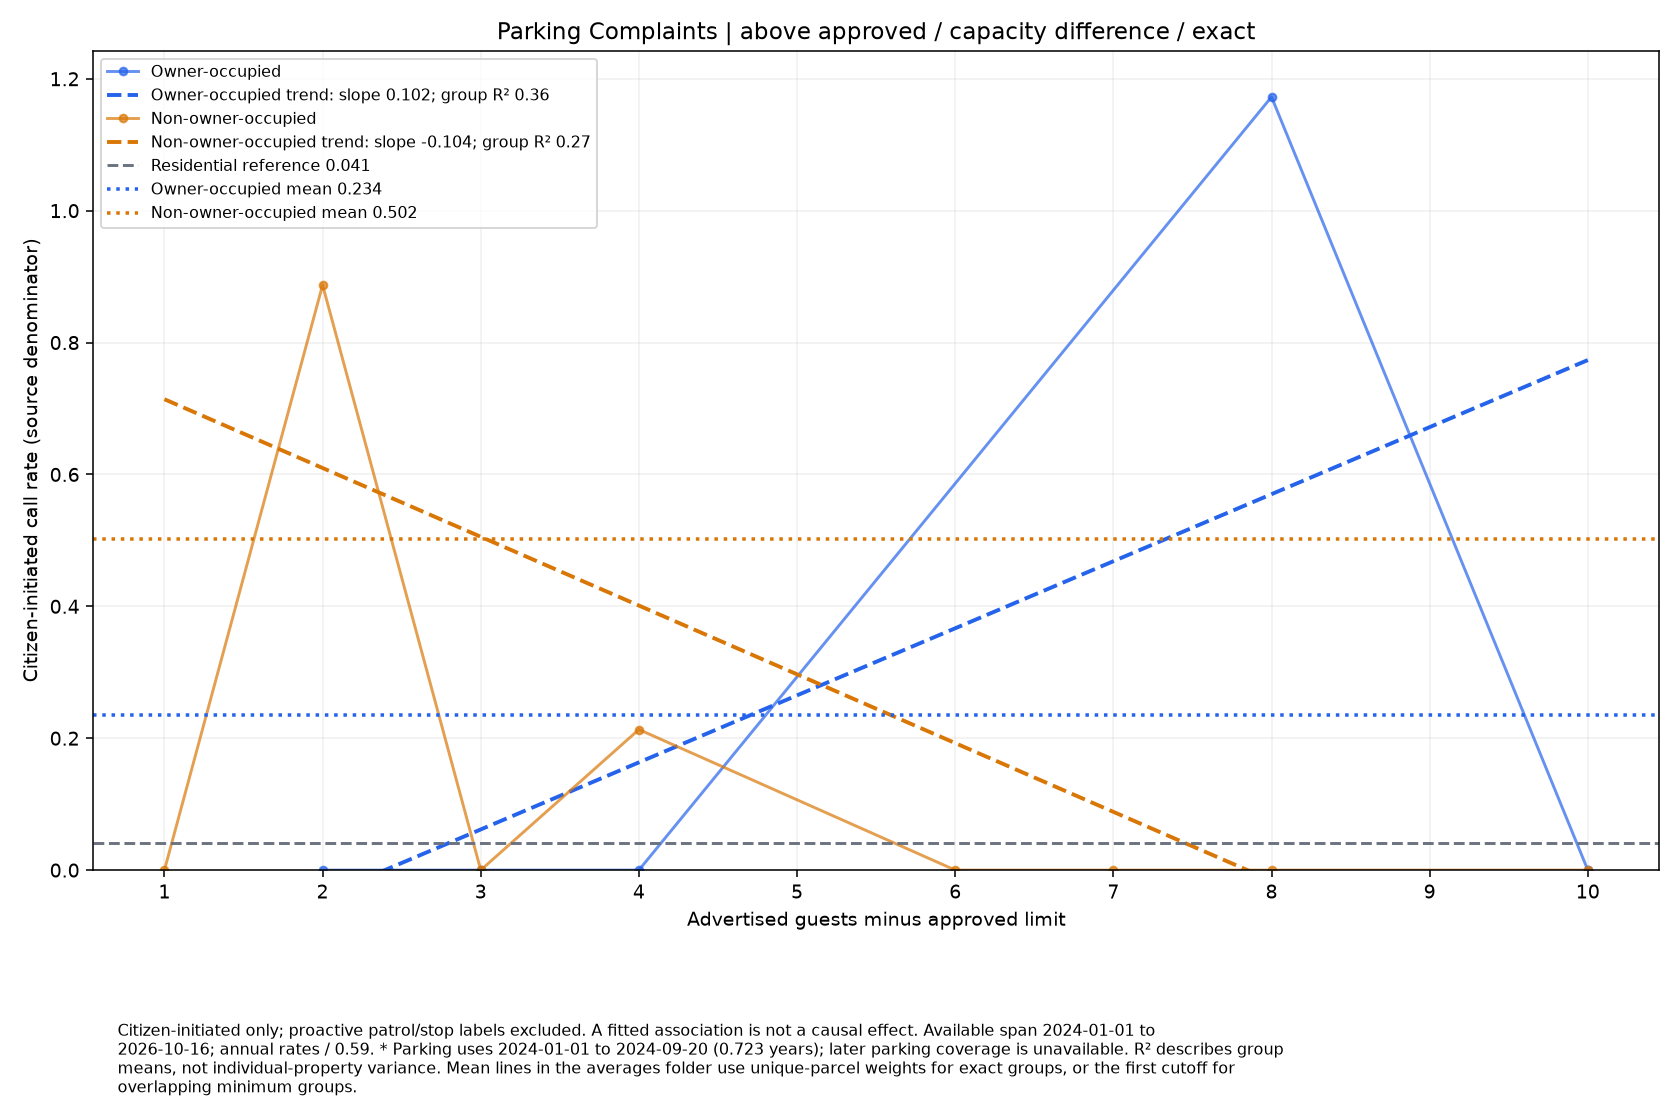 Parking Complaints | above approved / capacity difference / exact
Owner-occupied
Owner-occupied trend: slope 0.102; group R² 0.36
Non-owner-occupied
Non-owner-occupied trend: slope -0.104; group R² 0.27
Residential reference 0.041
Owner-occupied mean 0.234
Non-owner-occupied mean 0.502
Citizen-initiated call rate (source denominator)
1.2
1.0
0.8
0.6
0.4
0.2
0.0
1 2 3 4 5 6 7 8 9 10
Advertised guests minus approved limit
Citizen-initiated only; proactive patrol/stop labels excluded. A fitted association is not a causal effect. Available span 2024-01-01 to
2026-10-16; annual rates / 0.59. * Parking uses 2024-01-01 to 2024-09-20 (0.723 years); later parking coverage is unavailable. R² describes group
means, not individual-property variance. Mean lines in the averages folder use unique-parcel weights for exact groups, or the first cutoff for
overlapping minimum groups.